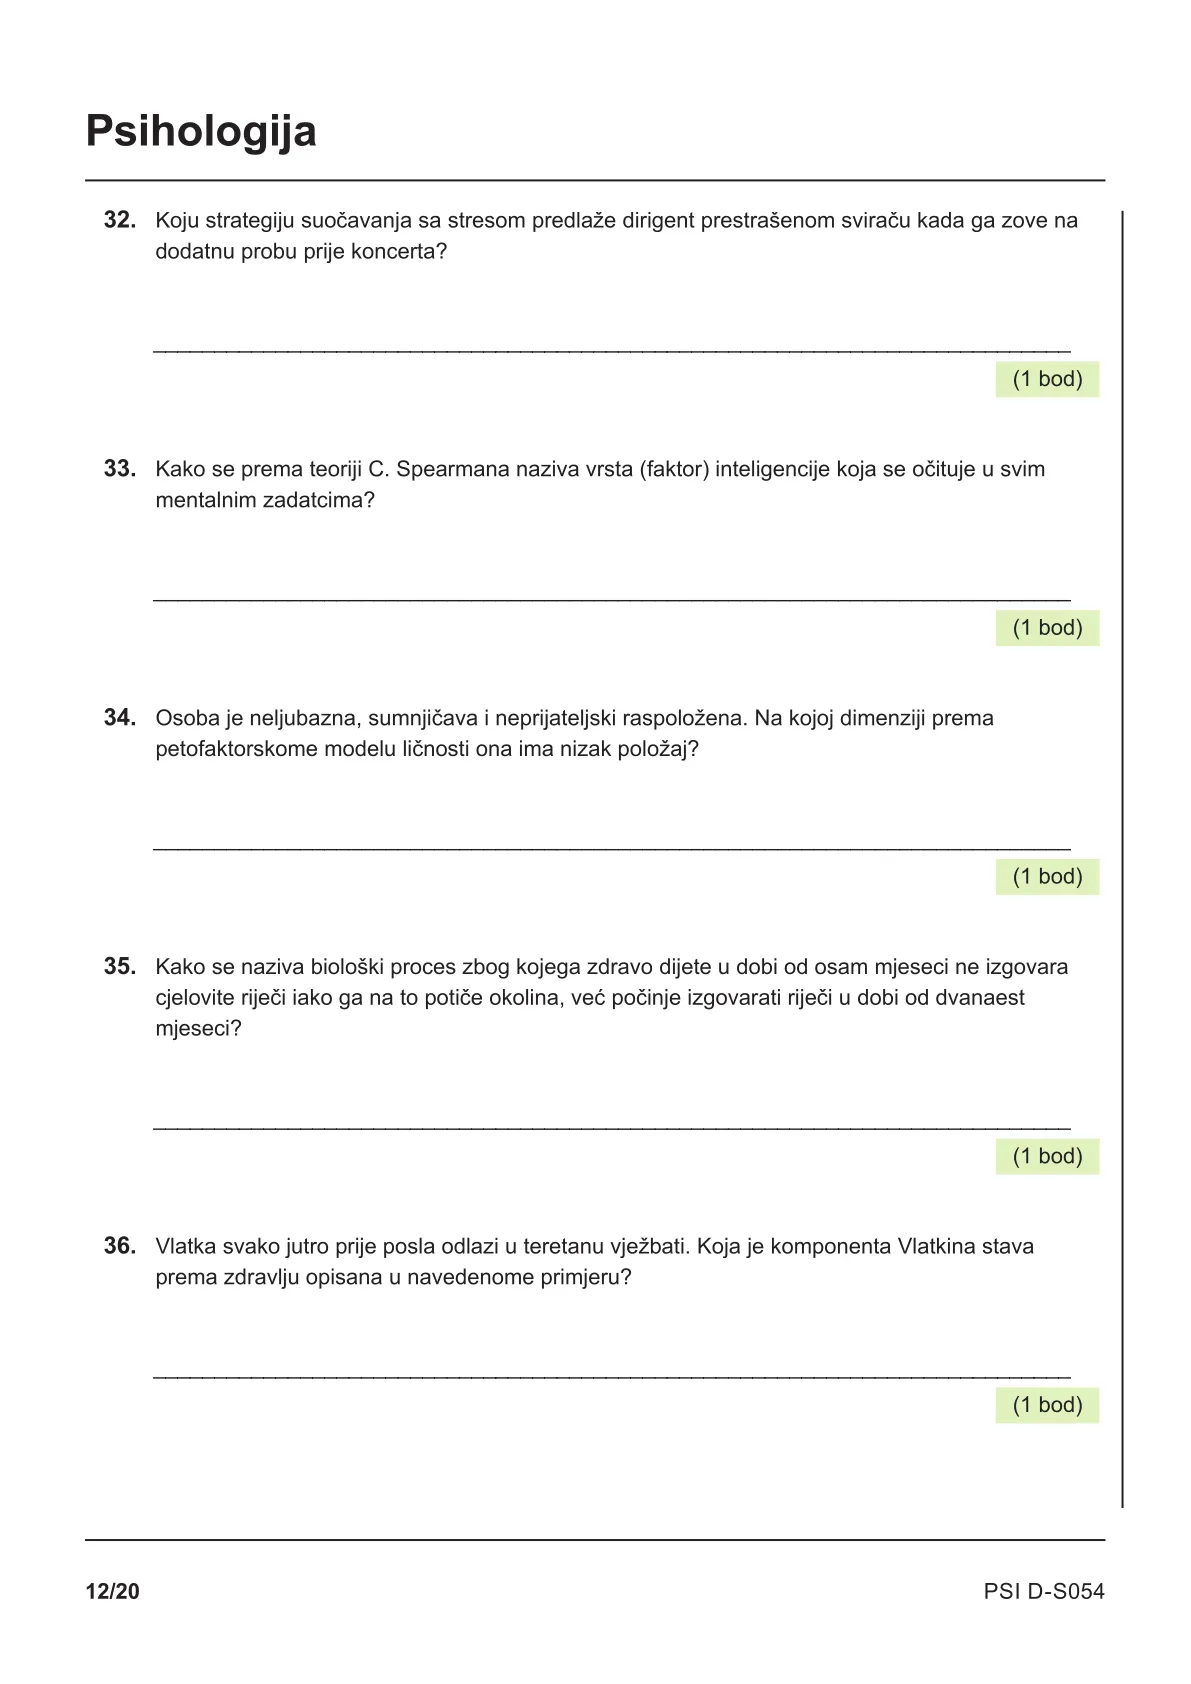 Psihologija
32. Koju strategiju suočavanja sa stresom predlaže dirigent prestrašenom sviraču kada ga zove na
dodatnu probu prije koncerta?
(1 bod)
33. Kako se prema teoriji C. Spearmana naziva vrsta (faktor) inteligencije koja se očituje u svim
mentalnim zadatcima?
(1 bod)
34. Osoba je neljubazna, sumnjičava i neprijateljski raspoložena. Na kojoj dimenziji prema
petofaktorskome modelu ličnosti ona ima nizak položaj?
(1 bod)
35. Kako se naziva biološki proces zbog kojega zdravo dijete u dobi od osam mjeseci ne izgovara
cjelovite riječi iako ga na to potiče okolina, već počinje izgovarati riječi u dobi od dvanaest
mjeseci?
(1 bod)
36. Vlatka svako jutro prije posla odlazi u teretanu vježbati. Koja je komponenta Vlatkina stava
prema zdravlju opisana u navedenome primjeru?
(1 bod)
12/20
PSI D-S054